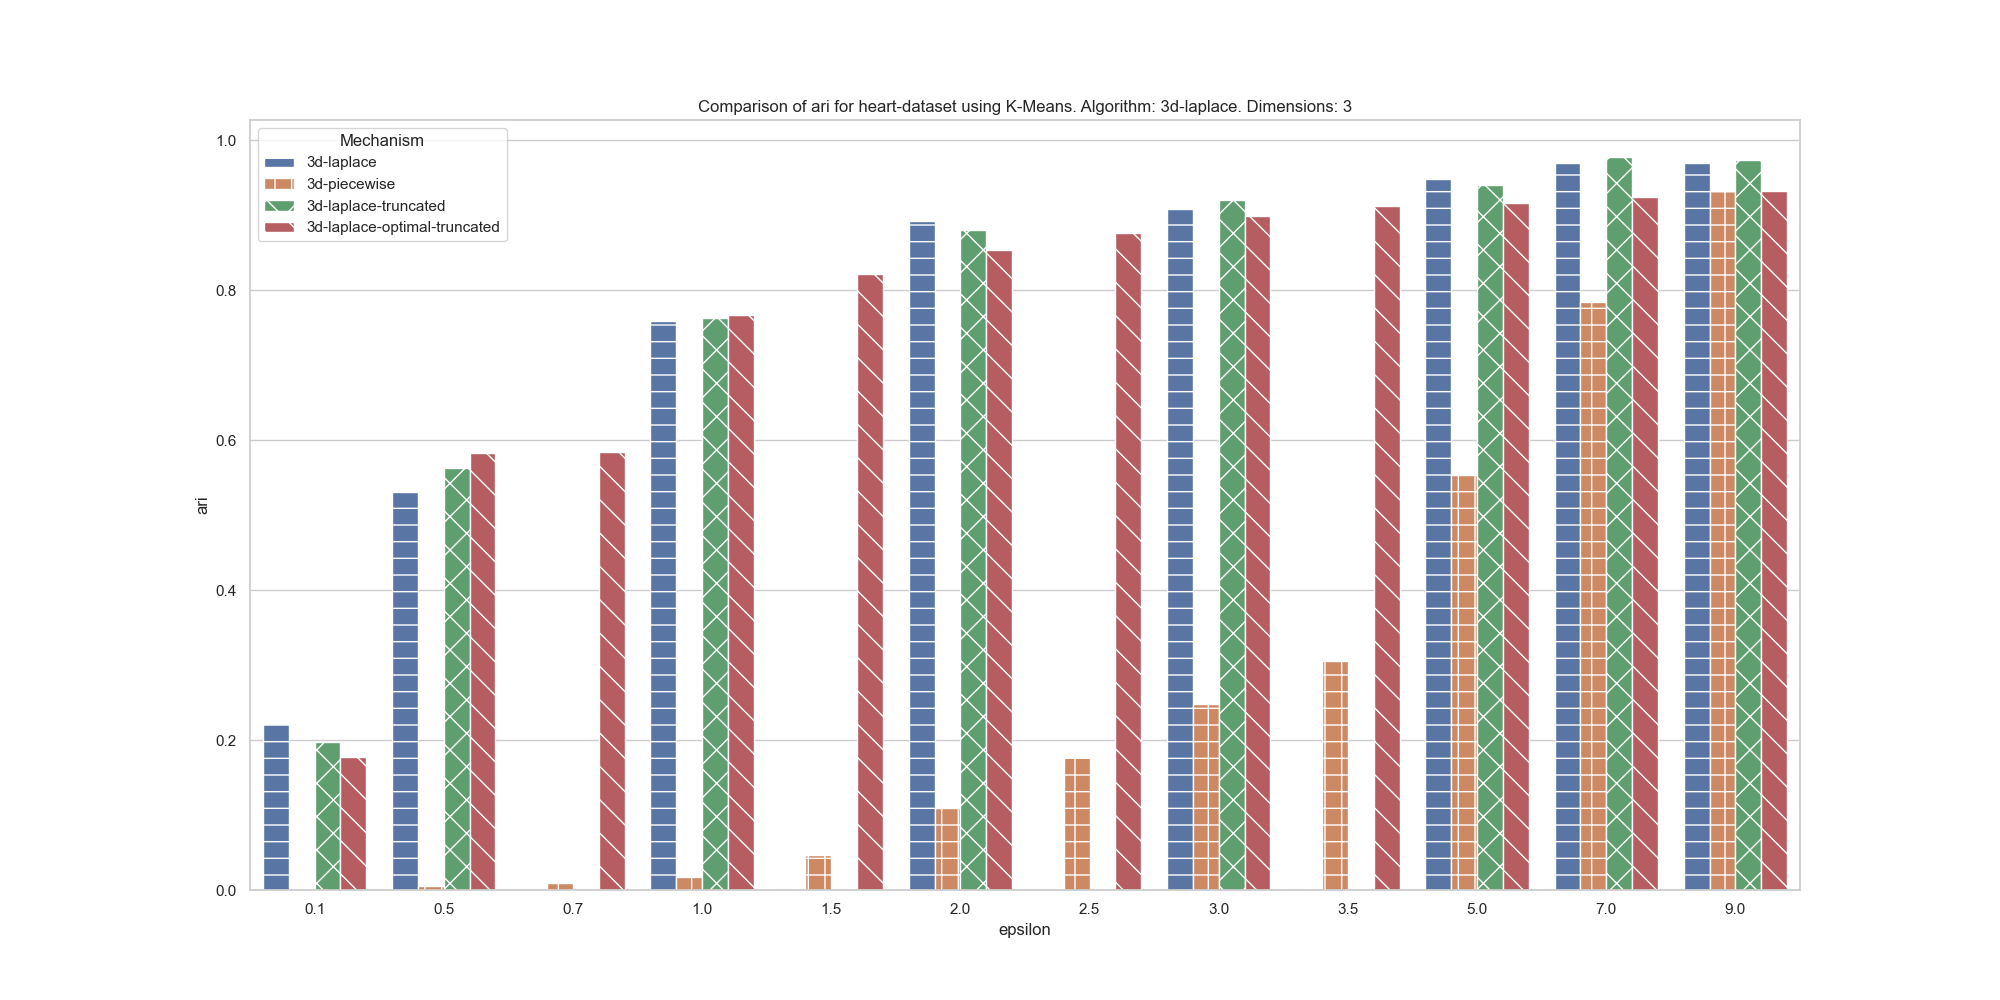 Comparison of ari for heart-dataset using K-Means. Algorithm: 3d-laplace. Dimensions: 3
Mechanism
3d-laplace
3d-piecewise
3d-laplace-truncated
3d-laplace-optimal-truncated
1.0
0.8
0.6
0.4
0.2
0.0
ari
0.1 0.5 0.7 1.0 1.5 2.0 2.5 3.0 3.5 5.0 7.0 9.0
epsilon